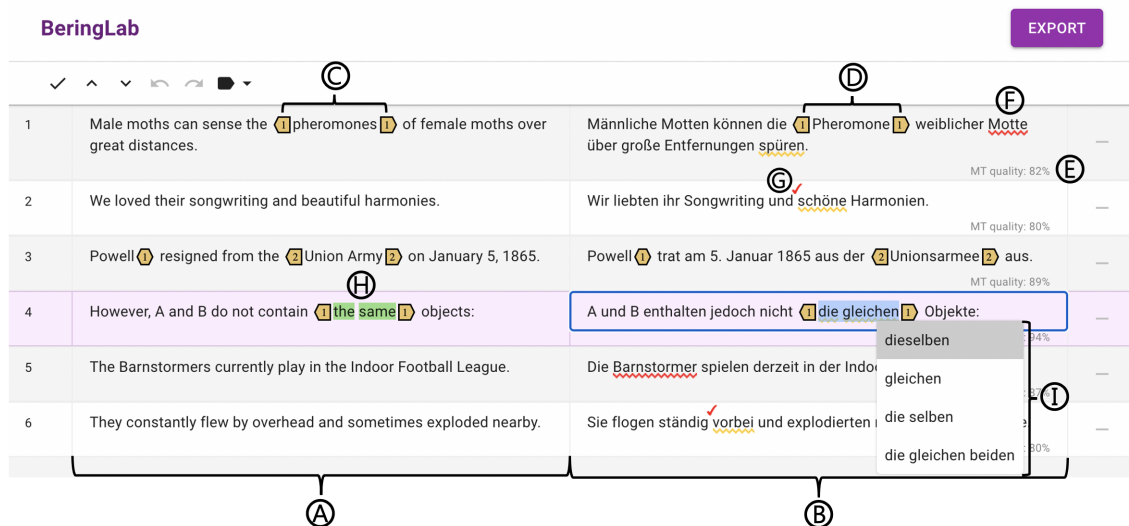 BeringLab
EXPORT
C
D
F
1 Male moths can sense the 1 pheromones 1 of female moths over
great distances.
Männliche Motten können die 1 Pheromone 1 weiblicher Motte
über große Entfernungen spüren.
MT quality: 82% E
G
2 We loved their songwriting and beautiful harmonies.
Wir liebten ihr Songwriting und schöne Harmonien.
MT quality: 80%
3 Powell 1 resigned from the 2 Union Army 2 on January 5, 1865.
Powell 1 trat am 5. Januar 1865 aus der 2 Unionsarmee 2 aus.
MT quality: 89%
H
4 However, A and B do not contain 1 the same 1 objects:
A und B enthalten jedoch nicht 1 die gleichen 1 Objekte:
: 94%
dieselben
gleichen
die selben
die gleichen beiden
I
5 The Barnstormers currently play in the Indoor Football League.
Die Barnstormer spielen derzeit in der Indoo
87%
6 They constantly flew by overhead and sometimes exploded nearby.
Sie flogen ständig vorbei und explodierten
: 80%
A
B